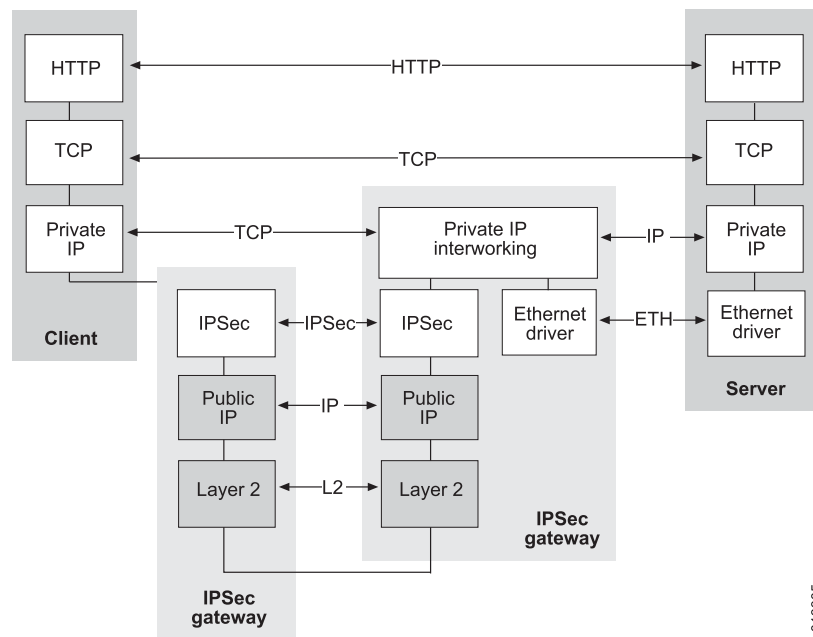 HTTP
HTTP
HTTP
TCP
TCP
TCP
Private
IP
TCP
Private IP
interworking
IP
Private
IP
IPSec
IPSec
IPSec
Ethernet
driver
ETH
Ethernet
driver
Client
Server
Public
IP
IP
Public
IP
Layer 2
L2
Layer 2
IPSec
gateway
IPSec
gateway